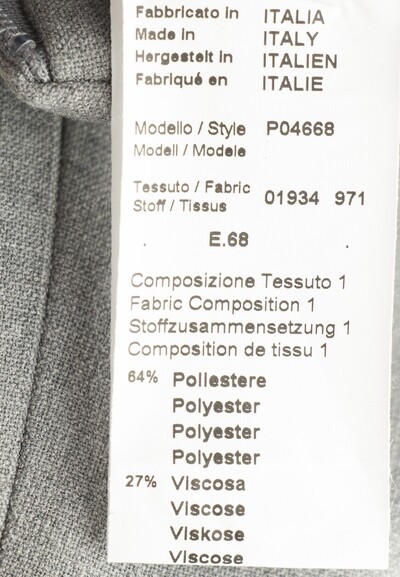 Fabbricato in ITALIA
Made in ITALY
Hergestelt in ITALIEN
Fabriqué en ITALIE
Modello / Style P04668
Modell / Modele
Tessuto / Fabric 01934 971
Stoff / Tissus
. E.68 .
Composizione Tessuto 1
Fabric Composition 1
Stoffzusammensetzung 1
Composition de tissu 1
64% Poliestere
Polyester
Polyester
Polyester
27% Viscosa
Viscose
Viskose
Viscose